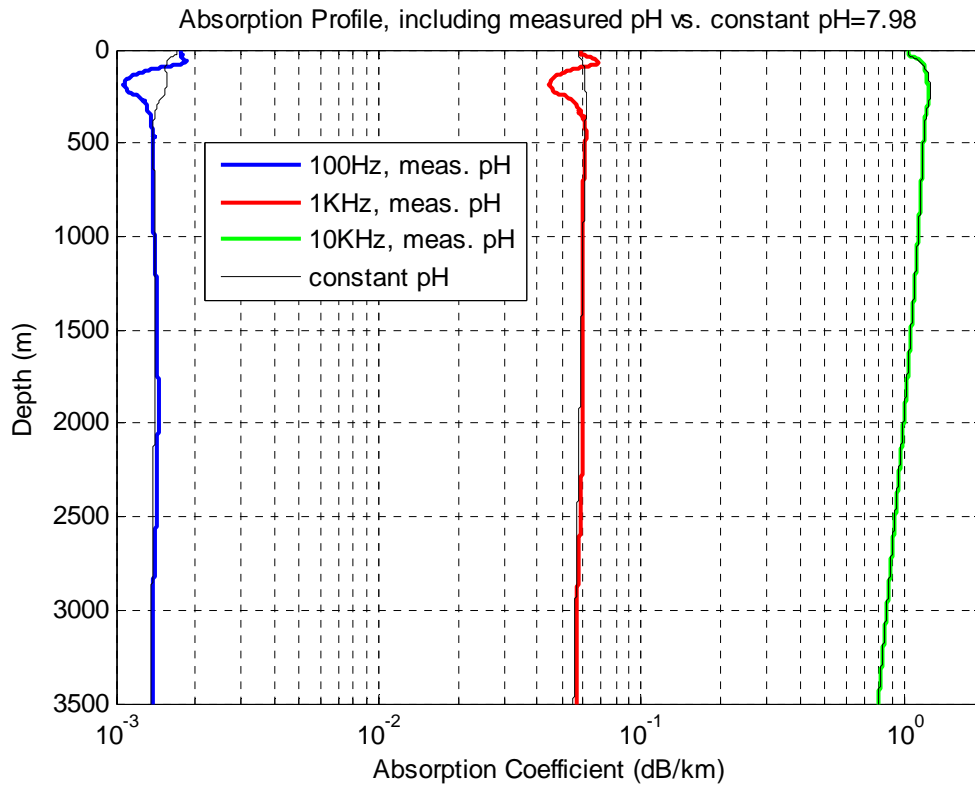 Absorption Profile, including measured pH vs. constant pH=7.98
0
500
1000
1500
2000
2500
3000
3500
Depth (m)
100Hz, meas. pH
1KHz, meas. pH
10KHz, meas. pH
constant pH
10^-3
10^-2
10^-1
10^0
Absorption Coefficient (dB/km)